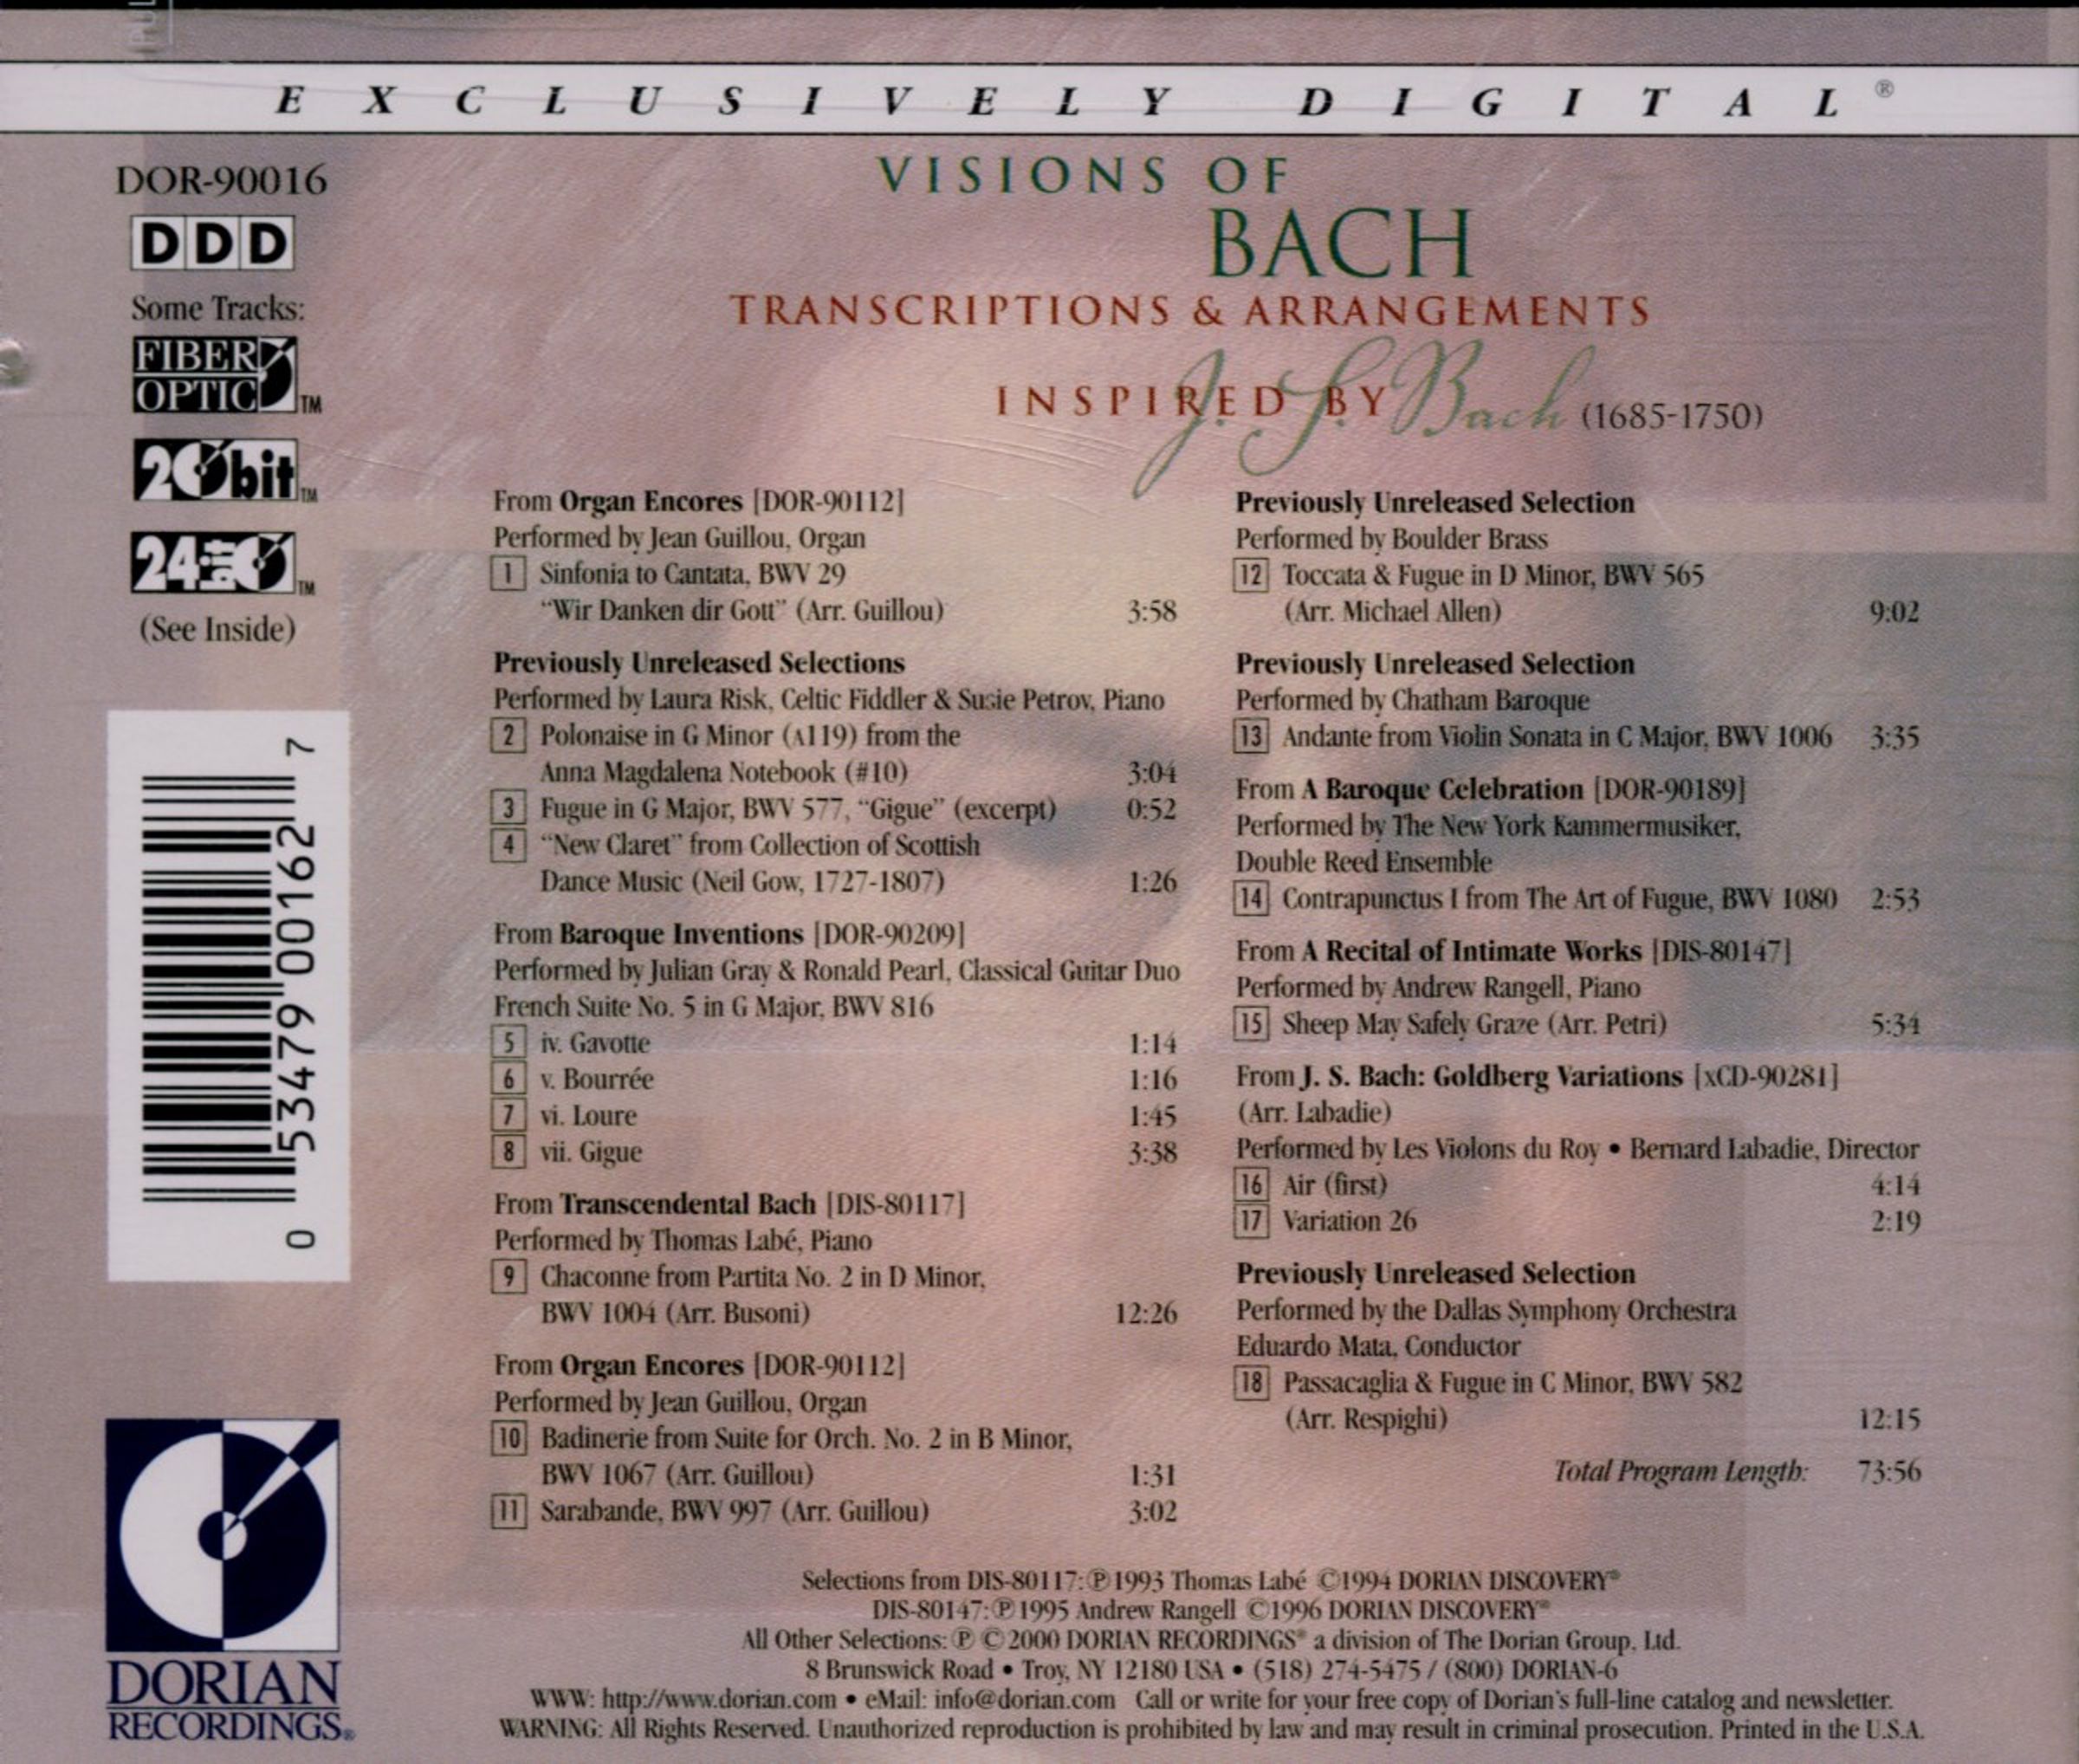 EXCLUSIVELY DIGITAL®
DOR-90016
DDD
Some Tracks:
FIBER
OPTIC™
20bit™
24bit™
(See Inside)
VISIONS OF
BACH
TRANSCRIPTIONS & ARRANGEMENTS
INSPIRED BY J. S. Bach (1685-1750)
From Organ Encores [DOR-90112]
Performed by Jean Guillou, Organ
1 Sinfonia to Cantata, BWV 29
"Wir Danken dir Gott" (Arr. Guillou) 3:58
Previously Unreleased Selections
Performed by Laura Risk, Celtic Fiddler & Susie Petrov, Piano
2 Polonaise in G Minor (A119) from the
Anna Magdalena Notebook (#10) 3:04
3 Fugue in G Major, BWV 577, "Gigue" (excerpt) 0:52
4 "New Claret" from Collection of Scottish
Dance Music (Neil Gow, 1727-1807) 1:26
From Baroque Inventions [DOR-90209]
Performed by Julian Gray & Ronald Pearl, Classical Guitar Duo
French Suite No. 5 in G Major, BWV 816
5 iv. Gavotte 1:14
6 v. Bourrée 1:16
7 vi. Loure 1:45
8 vii. Gigue 3:38
From Transcendental Bach [DIS-80117]
Performed by Thomas Labé, Piano
9 Chaconne from Partita No. 2 in D Minor,
BWV 1004 (Arr. Busoni) 12:26
From Organ Encores [DOR-90112]
Performed by Jean Guillou, Organ
10 Badinerie from Suite for Orch. No. 2 in B Minor,
BWV 1067 (Arr. Guillou) 1:31
11 Sarabande, BWV 997 (Arr. Guillou) 3:02
Previously Unreleased Selection
Performed by Boulder Brass
12 Toccata & Fugue in D Minor, BWV 565
(Arr. Michael Allen) 9:02
Previously Unreleased Selection
Performed by Chatham Baroque
13 Andante from Violin Sonata in C Major, BWV 1006 3:35
From A Baroque Celebration [DOR-90189]
Performed by The New York Kammermusiker,
Double Reed Ensemble
14 Contrapunctus I from The Art of Fugue, BWV 1080 2:53
From A Recital of Intimate Works [DIS-80147]
Performed by Andrew Rangell, Piano
15 Sheep May Safely Graze (Arr. Petri) 5:34
From J. S. Bach: Goldberg Variations [xCD-90281]
(Arr. Labadie)
Performed by Les Violons du Roy • Bernard Labadie, Director
16 Air (first) 4:14
17 Variation 26 2:19
Previously Unreleased Selection
Performed by the Dallas Symphony Orchestra
Eduardo Mata, Conductor
18 Passacaglia & Fugue in C Minor, BWV 582
(Arr. Respighi) 12:15
Total Program Length: 73:56
0 53479 00162 7
DORIAN
RECORDINGS®
Selections from DIS-80117: ℗1993 Thomas Labé ©1994 DORIAN DISCOVERY®
DIS-80147: ℗1995 Andrew Rangell ©1996 DORIAN DISCOVERY®
All Other Selections: ℗ © 2000 DORIAN RECORDINGS® a division of The Dorian Group, Ltd.
8 Brunswick Road • Troy, NY 12180 USA • (518) 274-5475 / (800) DORIAN-6
WWW: http://www.dorian.com • eMail: info@dorian.com Call or write for your free copy of Dorian's full-line catalog and newsletter.
WARNING: All Rights Reserved. Unauthorized reproduction is prohibited by law and may result in criminal prosecution. Printed in the U.S.A.